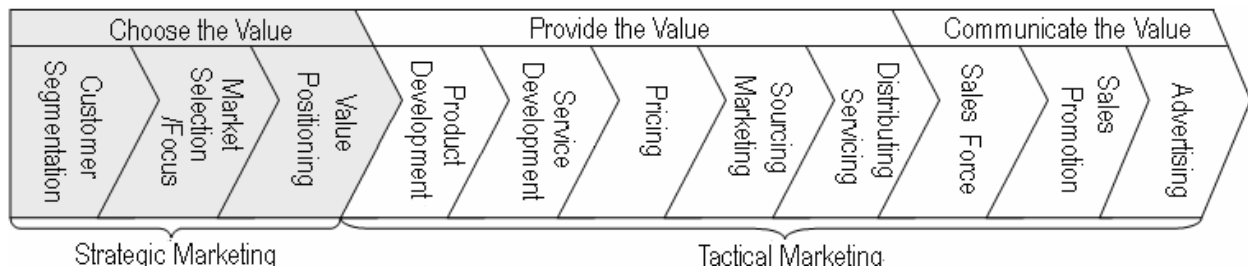 Choose the Value
Provide the Value
Communicate the Value
Customer
Segmentation
Market
Selection
/Focus
Value
Positioning
Product
Development
Service
Development
Pricing
Sourcing
Marketing
Distributing
Servicing
Sales Force
Sales
Promotion
Advertising
Strategic Marketing
Tactical Marketing